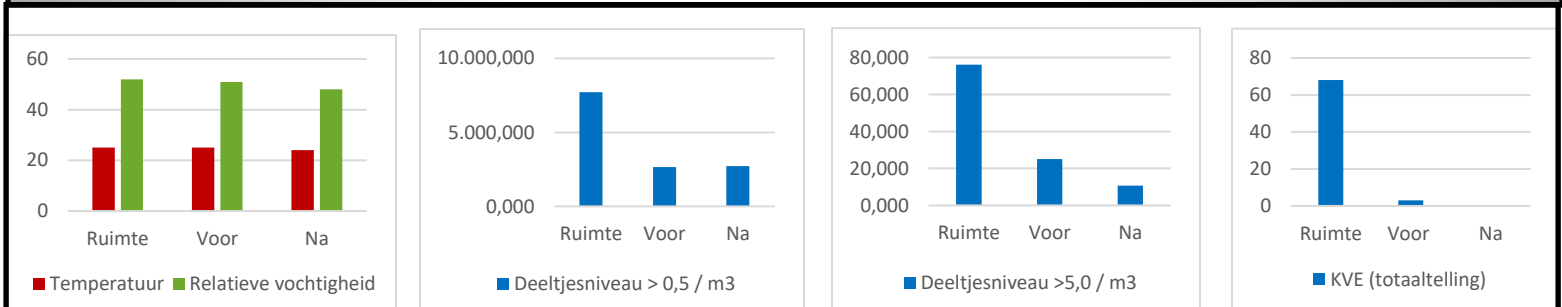 60
40
20
0
Ruimte Voor Na
Temperatuur Relatieve vochtigheid
10.000,000
5.000,000
0,000
Ruimte Voor Na
Deeltjesniveau > 0,5 / m3
80,000
60,000
40,000
20,000
0,000
Ruimte Voor Na
Deeltjesniveau >5,0 / m3
80
60
40
20
0
Ruimte Voor Na
KVE (totaaltelling)